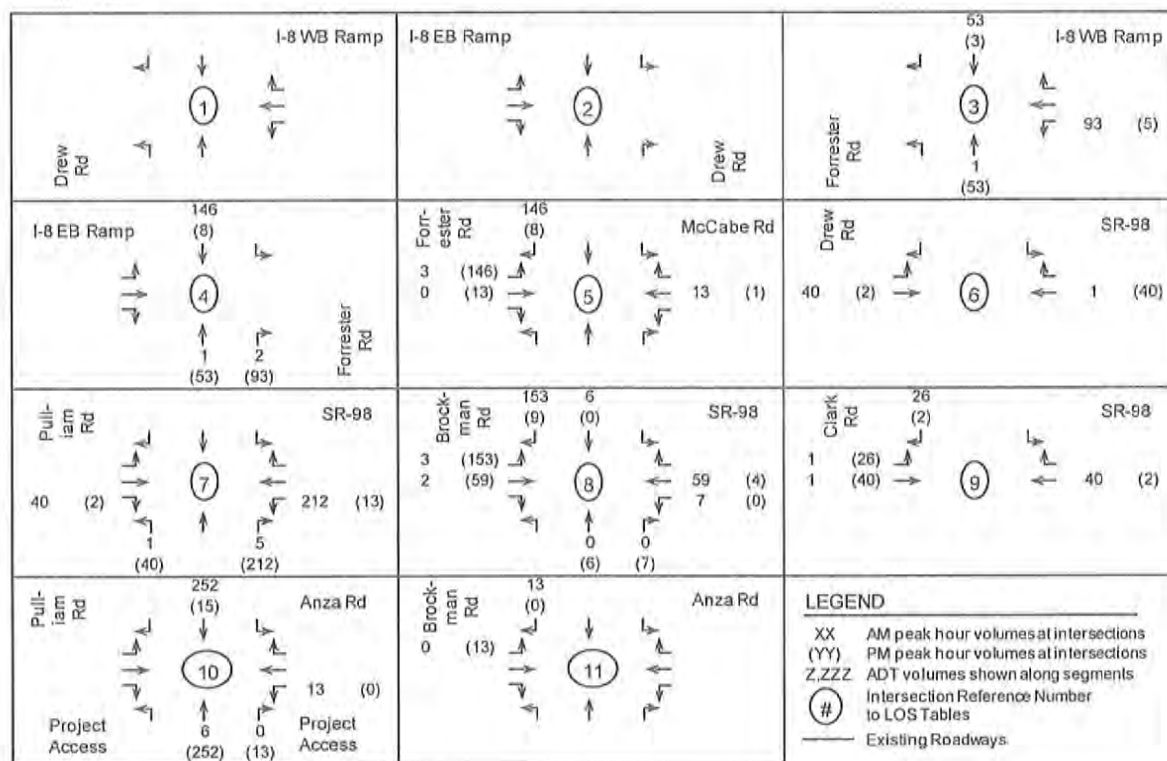 I-8 WB Ramp
1
Drew
Rd
I-8 EB Ramp
2
Drew
Rd
53
(3)
I-8 WB Ramp
3
93 (5)
Forrester
Rd
1
(53)
146
(8)
I-8 EB Ramp
4
1 2
(53) (93)
Forrester
Rd
Forr-
ester
Rd
146
(8)
McCabe Rd
3 (146)
0 (13)
5
13 (1)
Drew
Rd
SR-98
40 (2)
6
1 (40)
Pull-
iam Rd
SR-98
7
40 (2)
212 (13)
1 5
(40) (212)
Brock-
man
Rd
153 6
(9) (0)
SR-98
3 (153)
2 (59)
8
59 (4)
7 (0)
0 0
(6) (7)
Clark
Rd
26
(2)
SR-98
1 (26)
1 (40)
9
40 (2)
Pull-
iam
Rd
252
(15)
Anza Rd
10
13 (0)
Project
Access
6 0
(252) (13)
Project
Access
Brock-
man
Rd
13
(0)
Anza Rd
0 (13)
11
LEGEND
XX AM peak hour volumes at intersections
(YY) PM peak hour volumes at intersections
Z,ZZZ ADT volumes shown along segments
# Intersection Reference Number
to LOS Tables
Existing Roadways